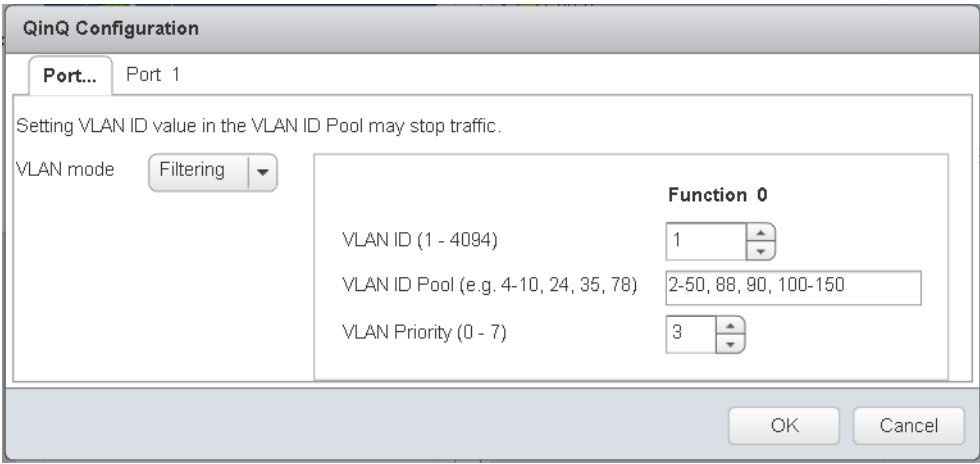 QinQ Configuration
Port... Port 1
Setting VLAN ID value in the VLAN ID Pool may stop traffic.
VLAN mode Filtering
Function 0
VLAN ID (1 - 4094) 1
VLAN ID Pool (e.g. 4-10, 24, 35, 78) 2-50, 88, 90, 100-150
VLAN Priority (0 - 7) 3
OK Cancel